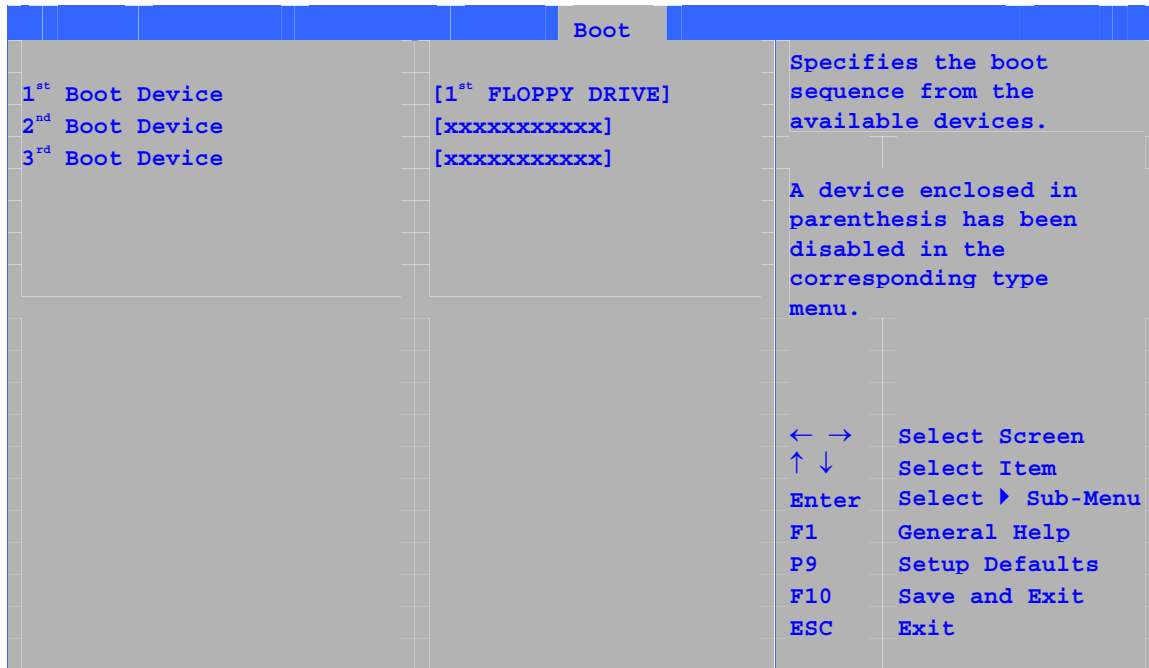 Boot
1st Boot Device [1st FLOPPY DRIVE]
2nd Boot Device [xxxxxxxxxxx]
3rd Boot Device [xxxxxxxxxxx]
Specifies the boot
sequence from the
available devices.
A device enclosed in
parenthesis has been
disabled in the
corresponding type
menu.
← → Select Screen
↑ ↓ Select Item
Enter Select ▶ Sub-Menu
F1 General Help
P9 Setup Defaults
F10 Save and Exit
ESC Exit